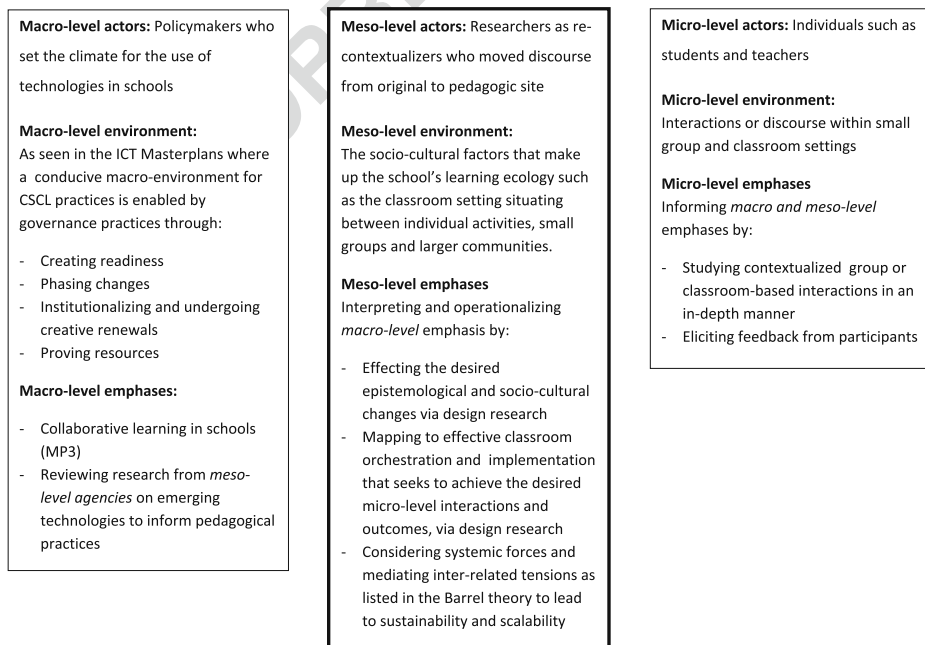 Macro-level actors: Policymakers who
set the climate for the use of
technologies in schools
Macro-level environment:
As seen in the ICT Masterplans where
a conducive macro-environment for
CSCL practices is enabled by
governance practices through:
- Creating readiness
- Phasing changes
- Institutionalizing and undergoing
creative renewals
- Proving resources
Macro-level emphases:
- Collaborative learning in schools
(MP3)
- Reviewing research from meso-
level agencies on emerging
technologies to inform pedagogical
practices
Meso-level actors: Researchers as re-
contextualizers who moved discourse
from original to pedagogic site
Meso-level environment:
The socio-cultural factors that make
up the school's learning ecology such
as the classroom setting situating
between individual activities, small
groups and larger communities.
Meso-level emphases
Interpreting and operationalizing
macro-level emphasis by:
- Effecting the desired
epistemological and socio-cultural
changes via design research
- Mapping to effective classroom
orchestration and implementation
that seeks to achieve the desired
micro-level interactions and
outcomes, via design research
- Considering systemic forces and
mediating inter-related tensions as
listed in the Barrel theory to lead
to sustainability and scalability
Micro-level actors: Individuals such as
students and teachers
Micro-level environment:
Interactions or discourse within small
group and classroom settings
Micro-level emphases
Informing macro and meso-level
emphases by:
- Studying contextualized group or
classroom-based interactions in an
in-depth manner
- Eliciting feedback from participants